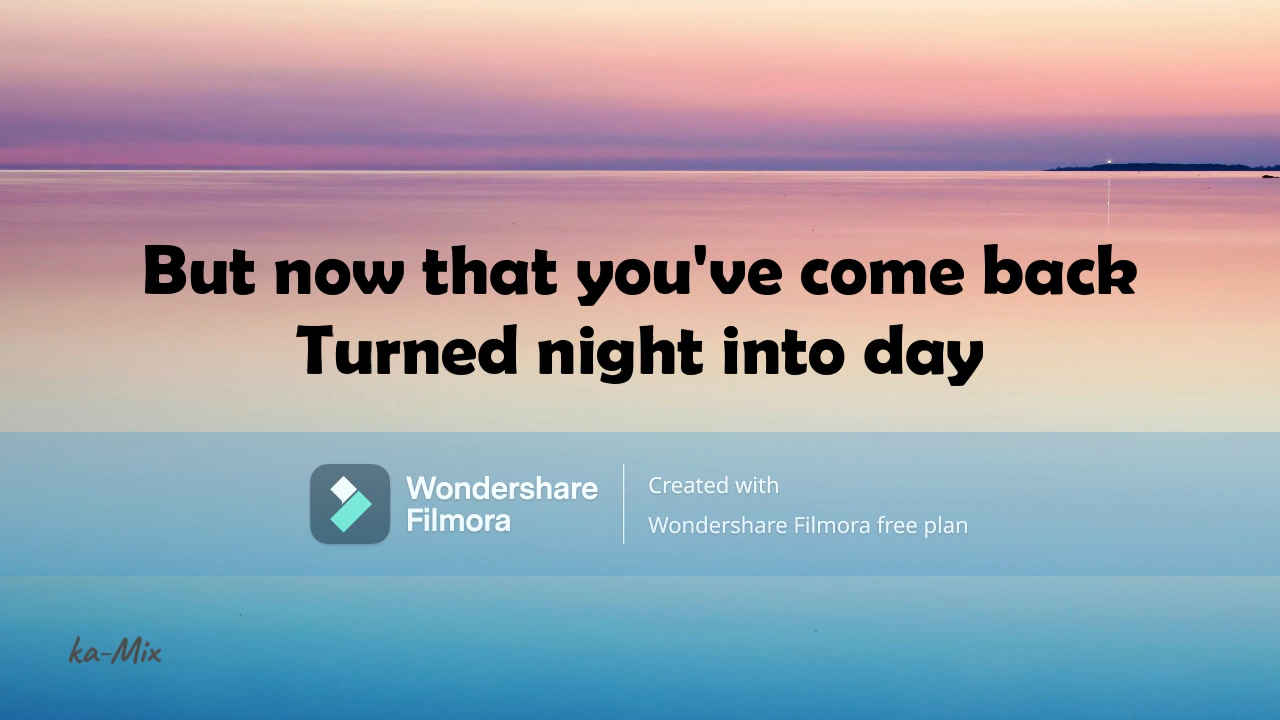 But now that you've come back
Turned night into day
Wondershare
Filmora
Created with
Wondershare Filmora free plan
ka-Mix